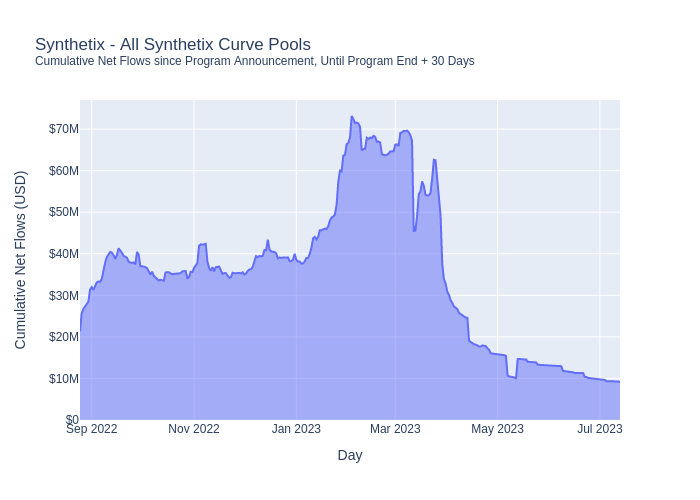 Synthetix - All Synthetix Curve Pools
Cumulative Net Flows since Program Announcement, Until Program End + 30 Days
Cumulative Net Flows (USD)
$70M
$60M
$50M
$40M
$30M
$20M
$10M
$0
Sep 2022 Nov 2022 Jan 2023 Mar 2023 May 2023 Jul 2023
Day